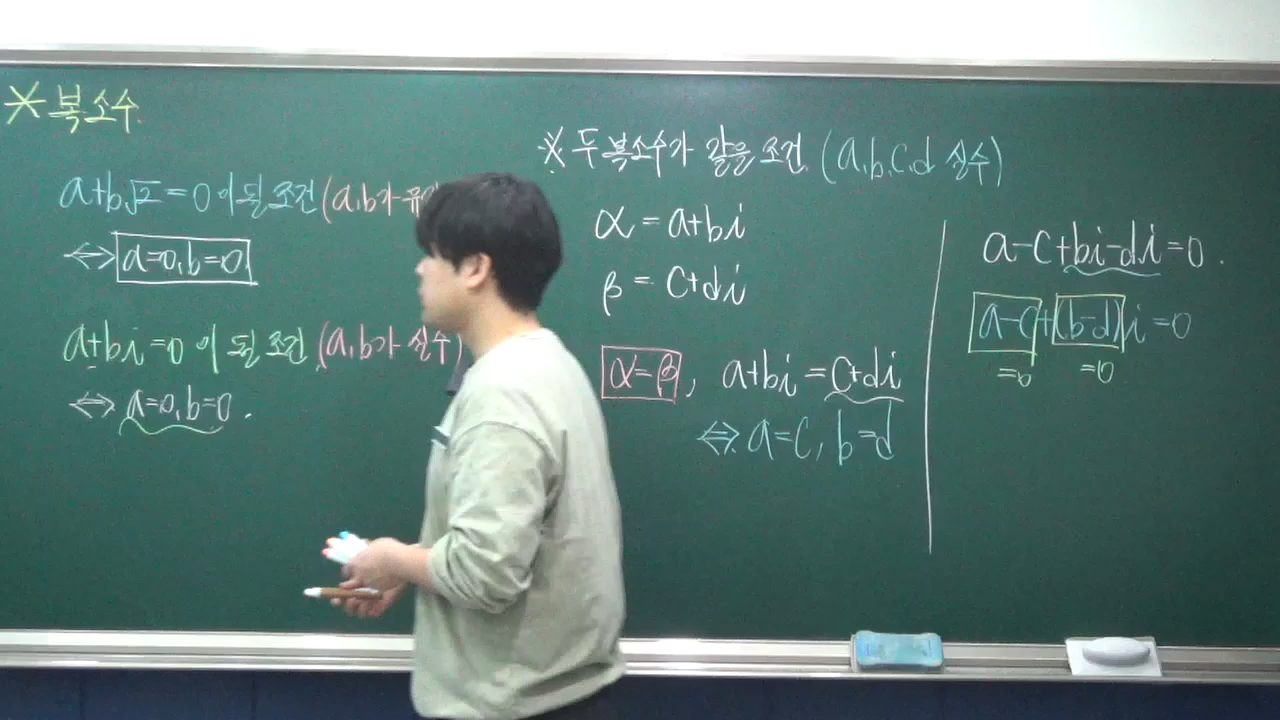 ※ 복소수.
a+b√2=0 이 될 조건 (a,b가
⇔ a=0, b=0.
a+bi=0 이 될 조건 (a,b가 실수)
⇔ a=0, b=0.
※ 두 복소수가 같을 조건. (a,b,c,d 실수)
α = a+bi
β = c+di
α=β, a+bi = c+di
⇔ a=c, b=d
a-c+bi-di=0.
a-c+(b-d)i=0
=0 =0